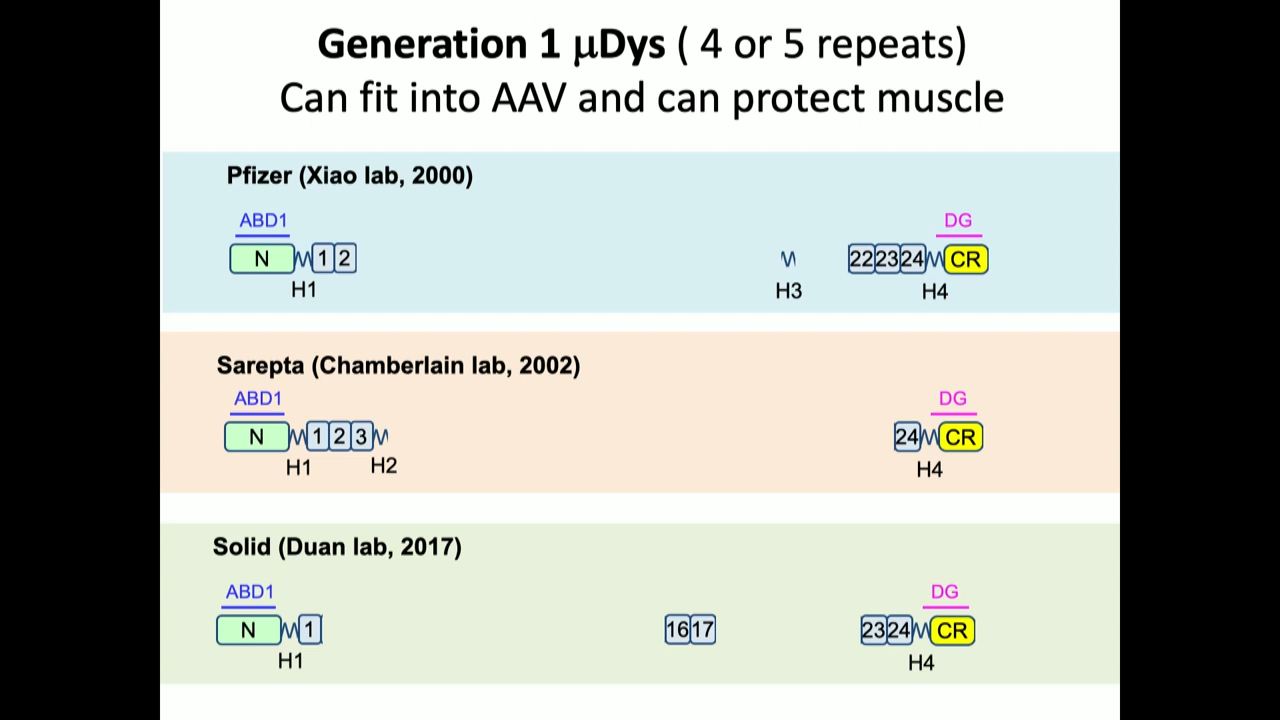 Generation 1 μDys ( 4 or 5 repeats)
Can fit into AAV and can protect muscle
Pfizer (Xiao lab, 2000)
ABD1 DG
N 1 2 22 23 24 CR
H1 H3 H4
Sarepta (Chamberlain lab, 2002)
ABD1 DG
N 1 2 3 24 CR
H1 H2 H4
Solid (Duan lab, 2017)
ABD1 DG
N 1 16 17 23 24 CR
H1 H4